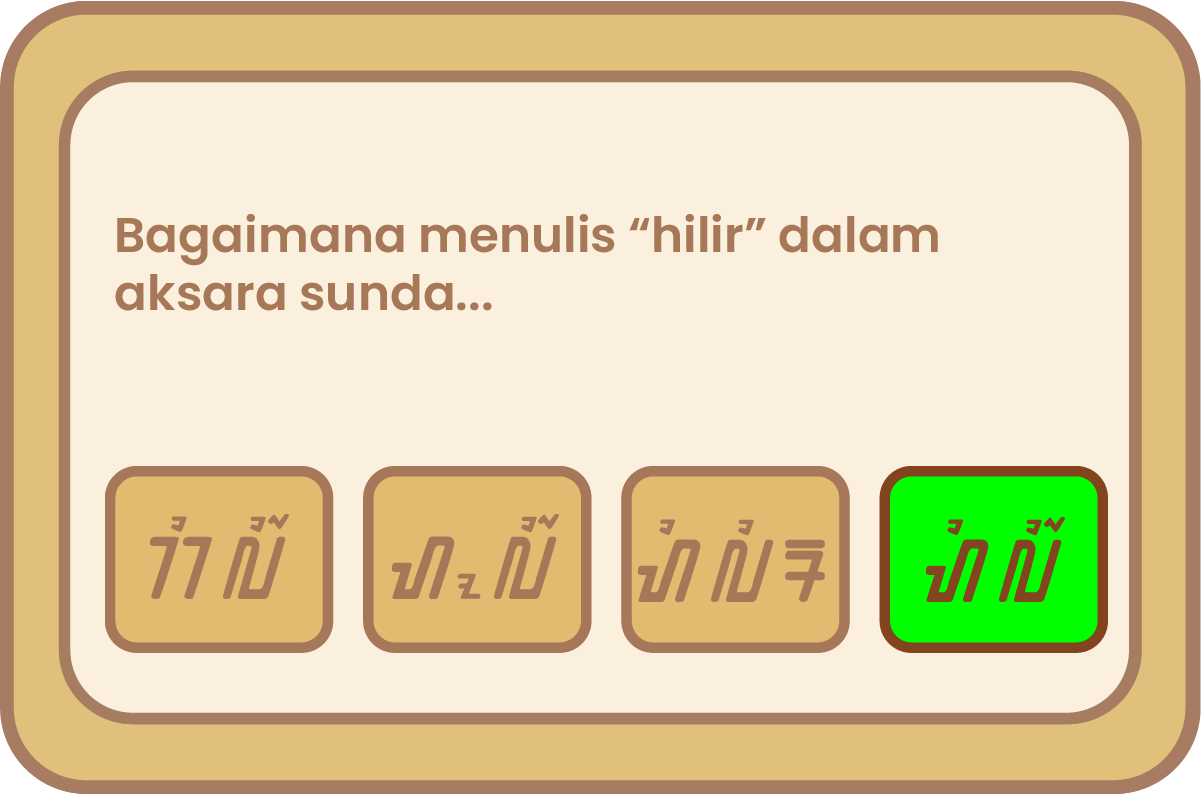 Bagaimana menulis “hilir” dalam
aksara sunda...
ᮊᮤᮜᮤᮁ ᮠᮧᮜᮤᮁ ᮠᮤᮜᮤᮛ ᮠᮤᮜᮤᮁ